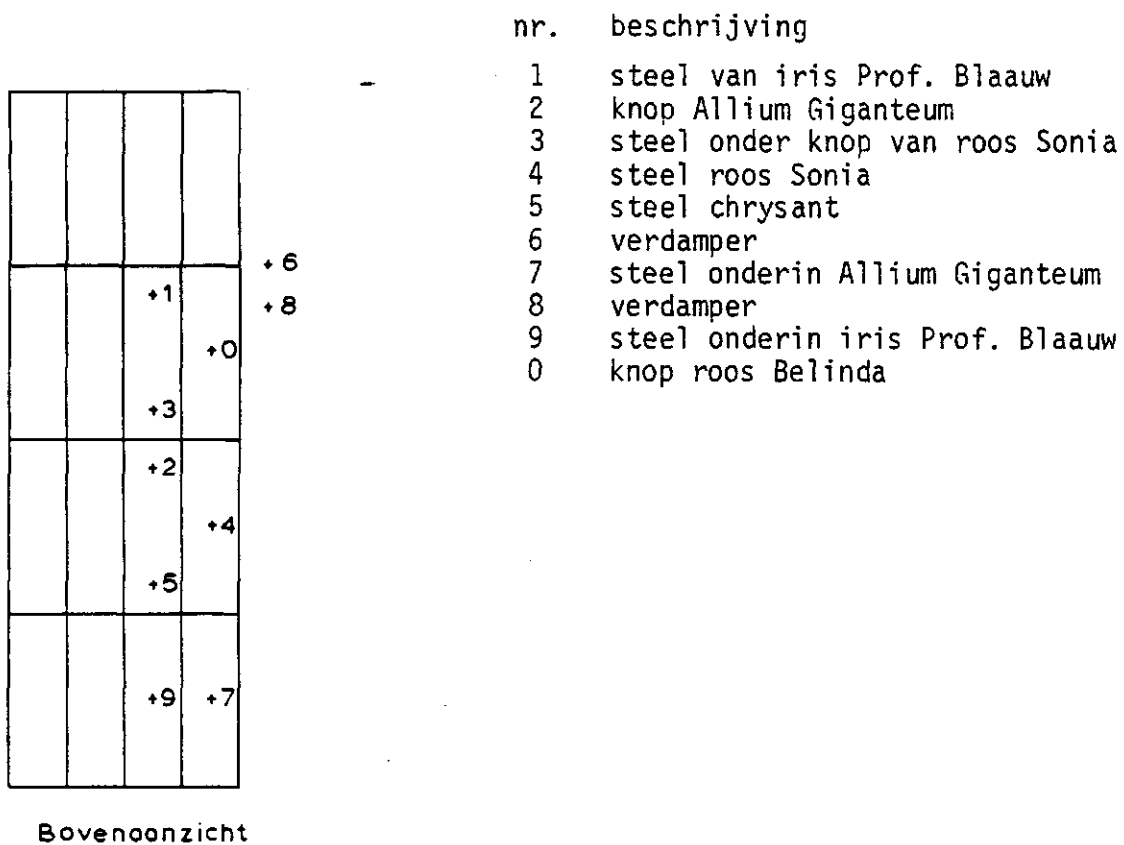 nr. beschrijving
1 steel van iris Prof. Blaauw
2 knop Allium Giganteum
3 steel onder knop van roos Sonia
4 steel roos Sonia
5 steel chrysant
6 verdamper
7 steel onderin Allium Giganteum
8 verdamper
9 steel onderin iris Prof. Blaauw
0 knop roos Belinda
+6
+1
+8
+0
+3
+2
+4
+5
+9 +7
Bovenaanzicht